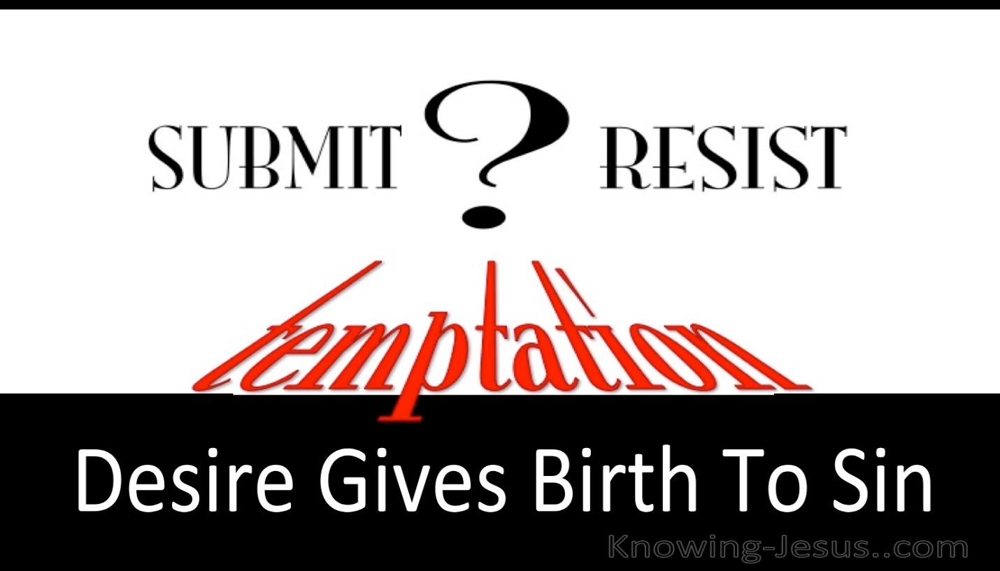 SUBMIT ? RESIST
temptation
Desire Gives Birth To Sin
Knowing-Jesus..com